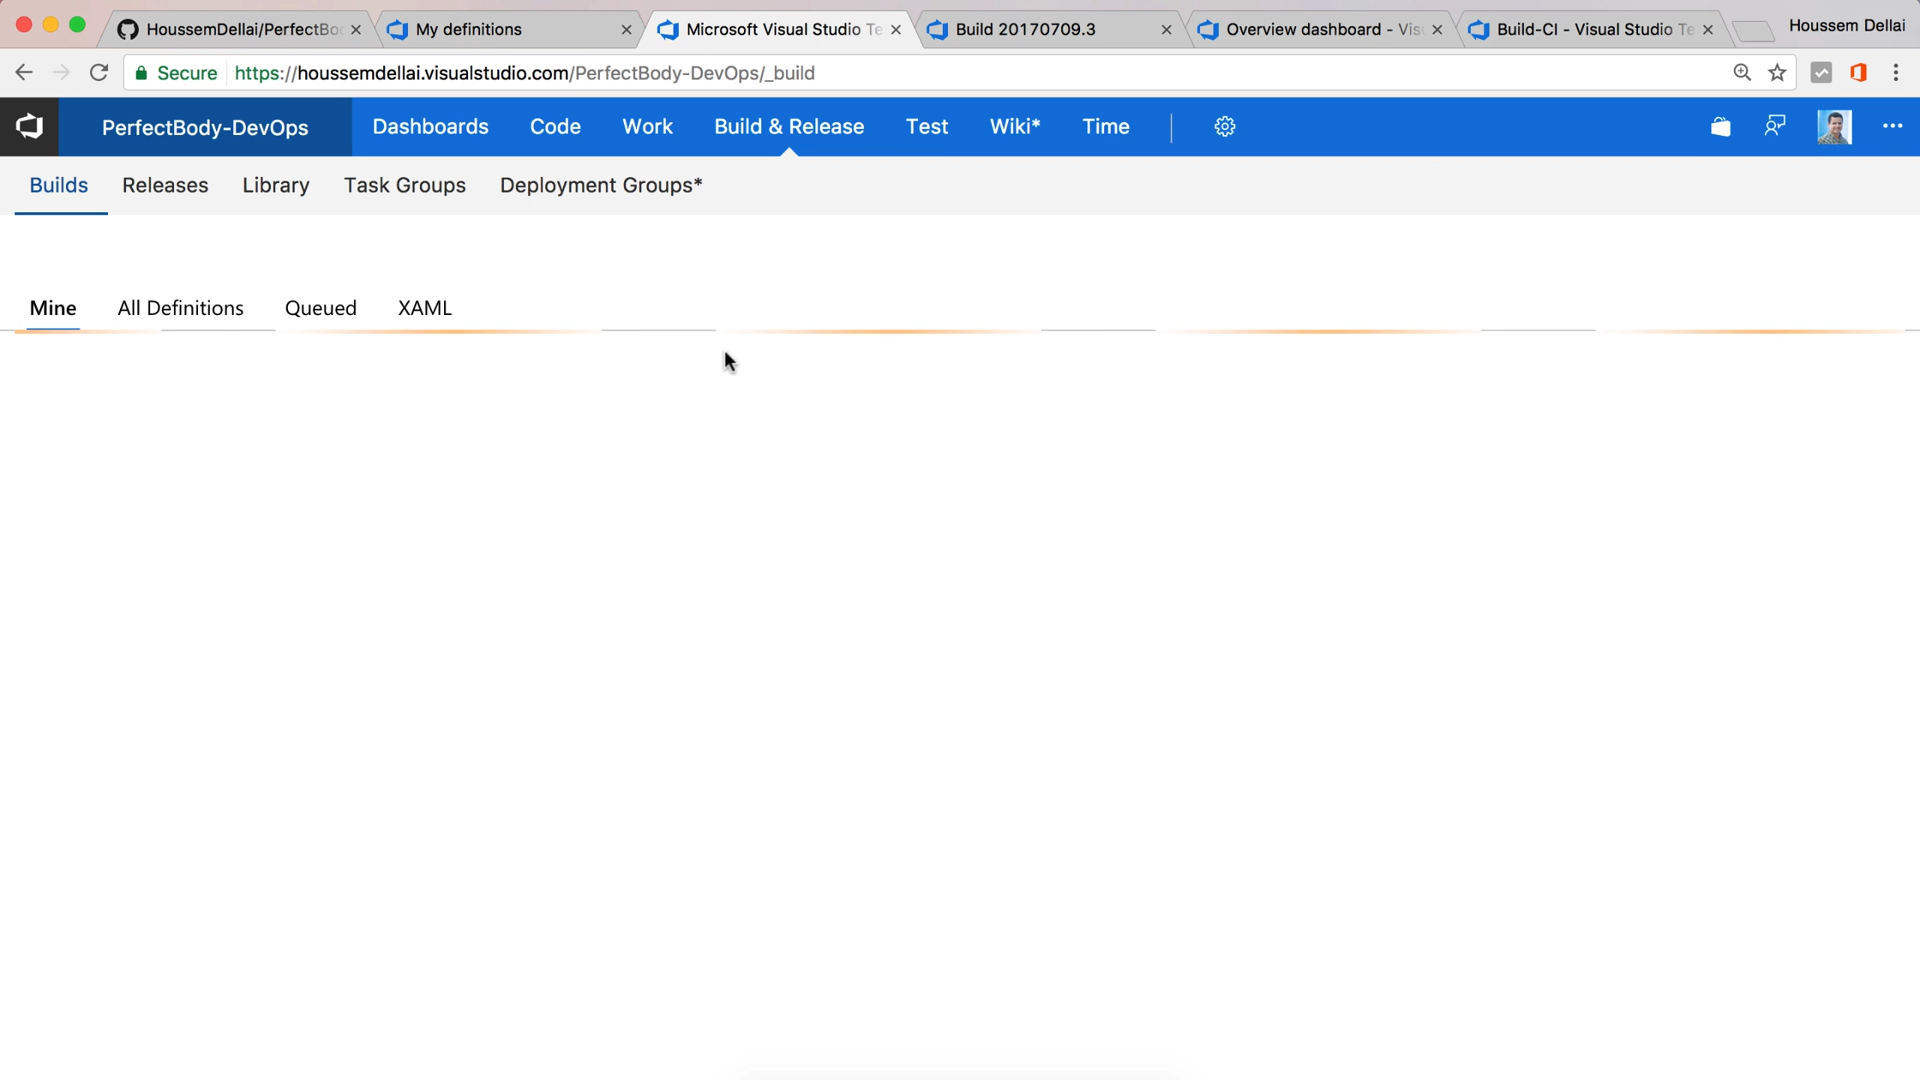 HoussemDellai/PerfectBo
My definitions
Microsoft Visual Studio Te
Build 20170709.3
Overview dashboard - Vis
Build-CI - Visual Studio Te
Houssem Dellai
Secure
https://houssemdellai.visualstudio.com/PerfectBody-DevOps/_build
PerfectBody-DevOps
Dashboards
Code
Work
Build & Release
Test
Wiki*
Time
Builds
Releases
Library
Task Groups
Deployment Groups*
Mine
All Definitions
Queued
XAML